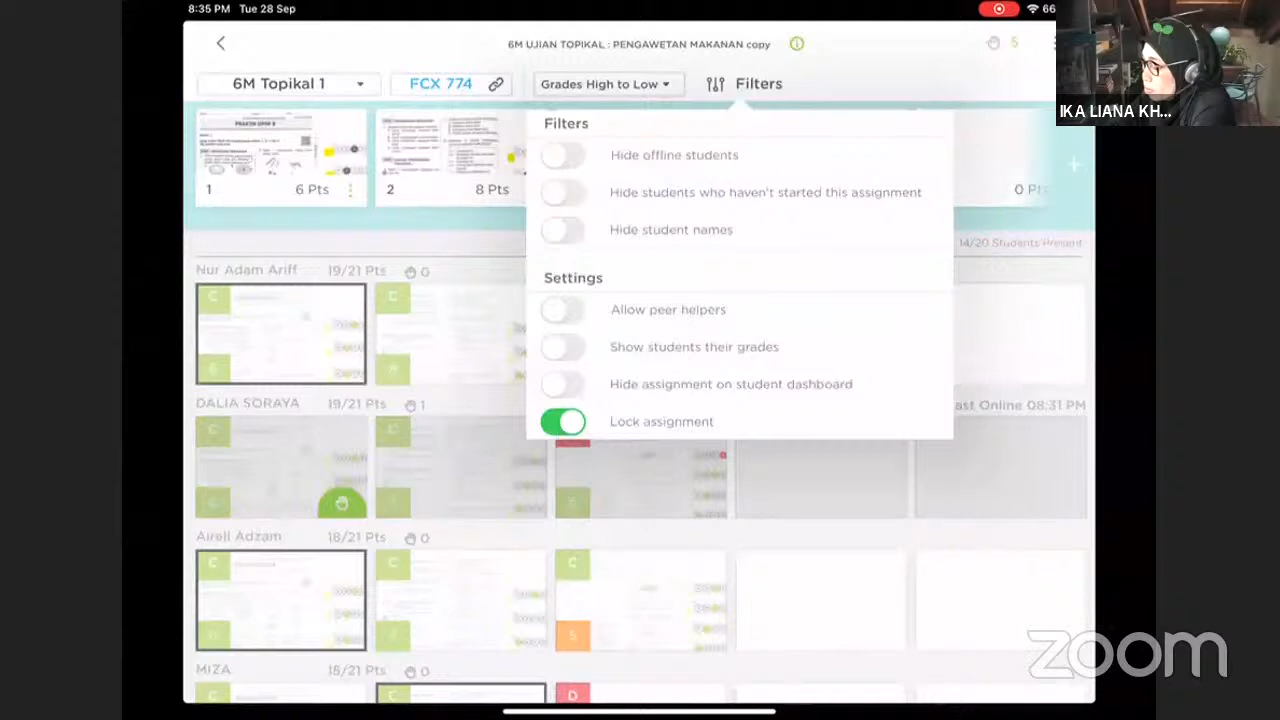 8:35 PM Tue 28 Sep
66
6M UJIAN TOPIKAL : PENGAWETAN MAKANAN copy
5
6M Topikal 1
FCX 774
Grades High to Low
Filters
IKA LIANA KH...
Filters
Hide offline students
Hide students who haven't started this assignment
Hide student names
1 6 Pts
2 8 Pts
0 Pts
14/20 Students Present
Settings
Allow peer helpers
Show students their grades
Hide assignment on student dashboard
Lock assignment
Nur Adam Ariff 19/21 Pts 0
C
C
DALIA SORAYA 19/21 Pts 1
Last Online 08:31 PM
C
C
Airell Adzam 18/21 Pts 0
C
C
C
MIZA 18/21 Pts 0
C
C
D
zoom